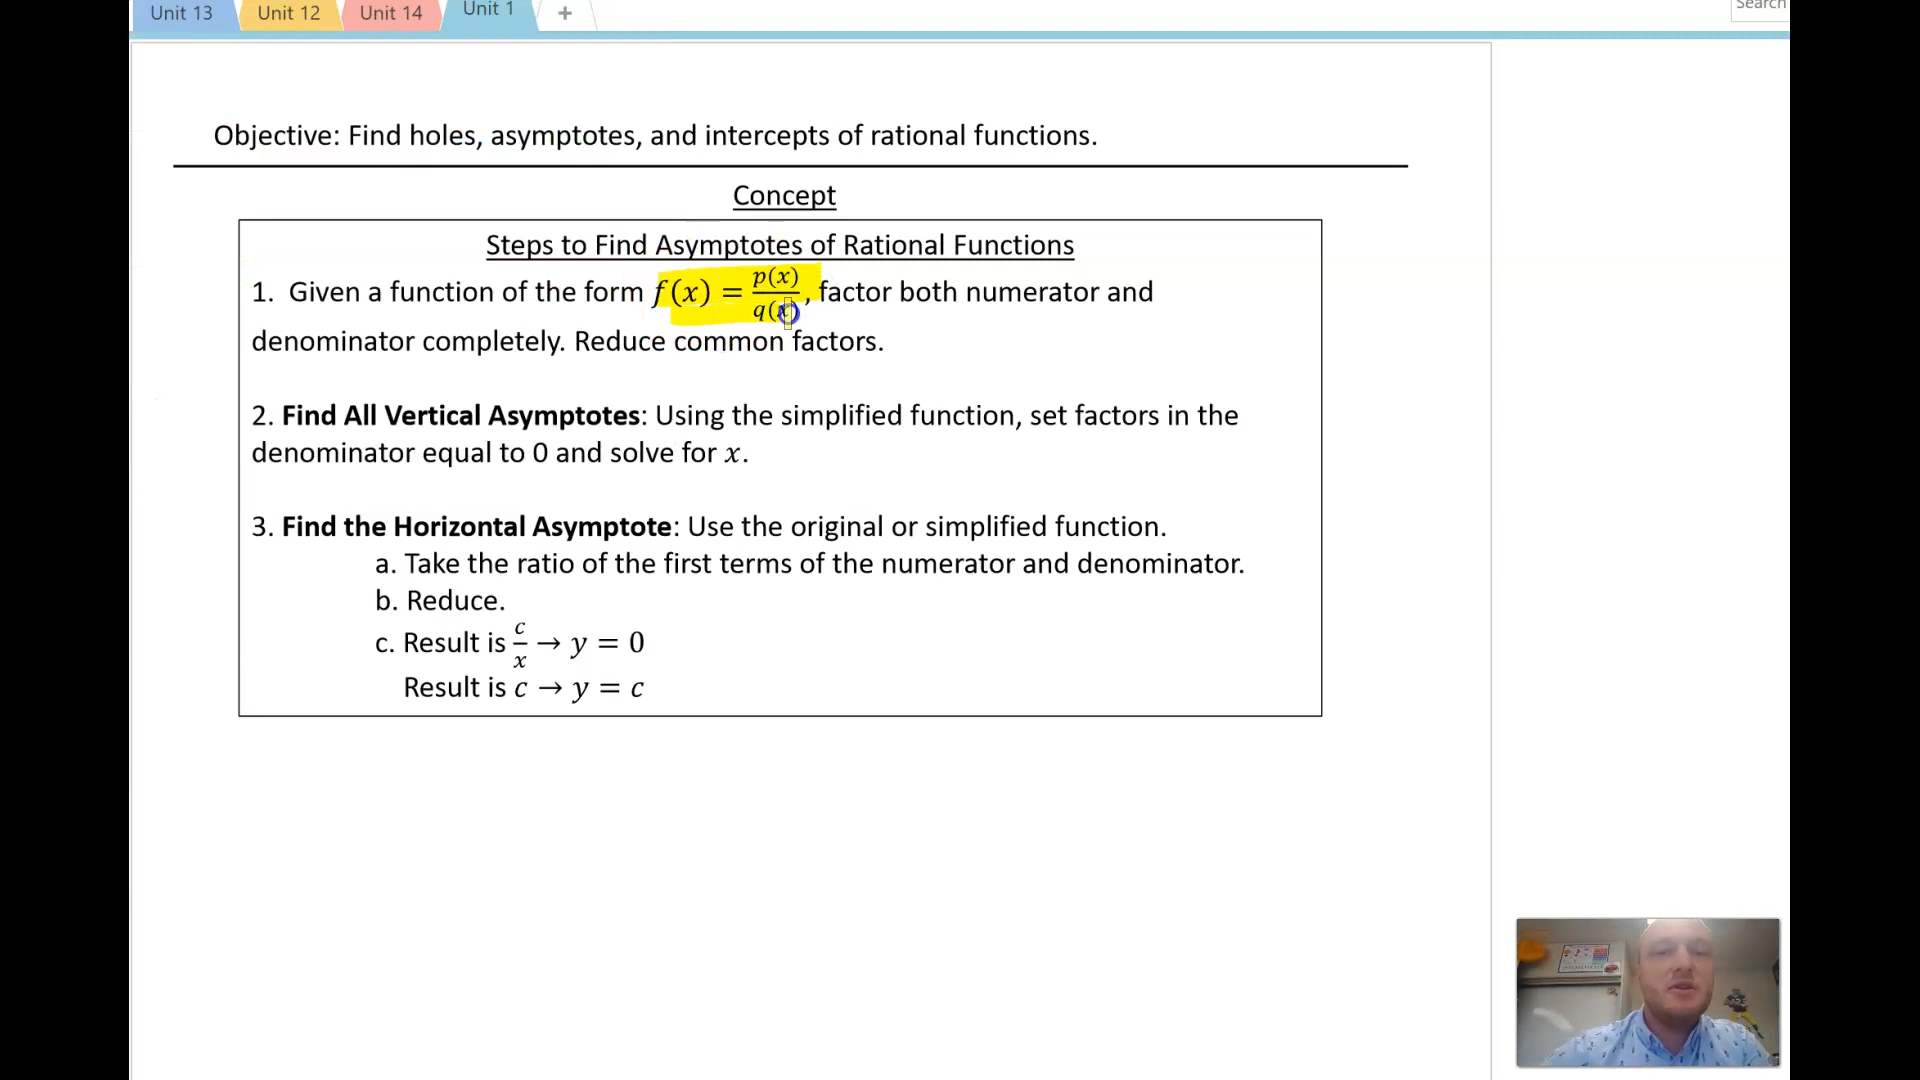 Unit 13 Unit 12 Unit 14 Unit 1 +
Search
Objective: Find holes, asymptotes, and intercepts of rational functions.
Concept
Steps to Find Asymptotes of Rational Functions
1. Given a function of the form f(x) = p(x)/q(x), factor both numerator and
denominator completely. Reduce common factors.
2. Find All Vertical Asymptotes: Using the simplified function, set factors in the
denominator equal to 0 and solve for x.
3. Find the Horizontal Asymptote: Use the original or simplified function.
a. Take the ratio of the first terms of the numerator and denominator.
b. Reduce.
c. Result is c/x → y = 0
Result is c → y = c